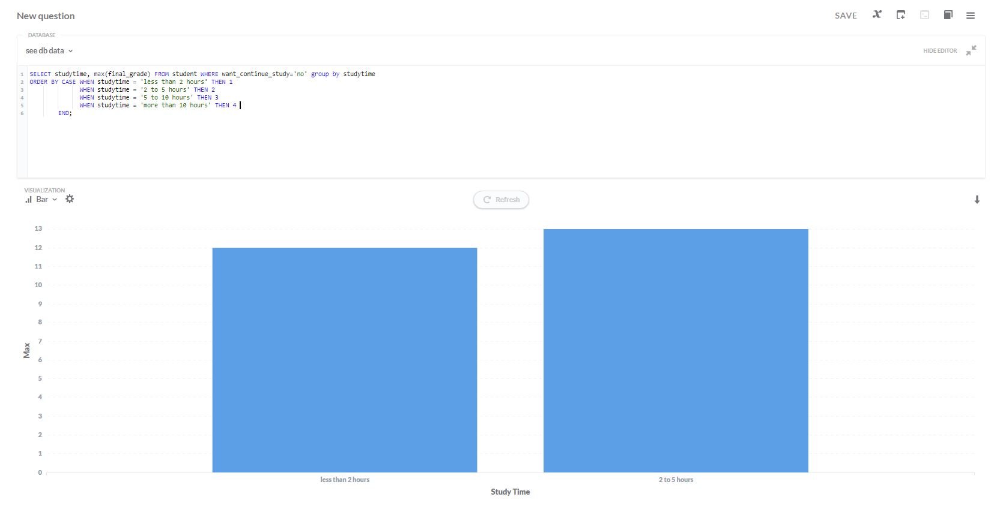 New question
SAVE
DATABASE
see db data
HIDE EDITOR
1 SELECT studytime, max(final_grade) FROM student WHERE want_continue_study='no' group by studytime
2 ORDER BY CASE WHEN studytime = 'less than 2 hours' THEN 1
3 WHEN studytime = '2 to 5 hours' THEN 2
4 WHEN studytime = '5 to 10 hours' THEN 3
5 WHEN studytime = 'more than 10 hours' THEN 4
6 END;
VISUALIZATION
Bar
Refresh
13
12
11
10
9
8
7
6
5
4
3
2
1
0
Max
less than 2 hours
2 to 5 hours
Study Time